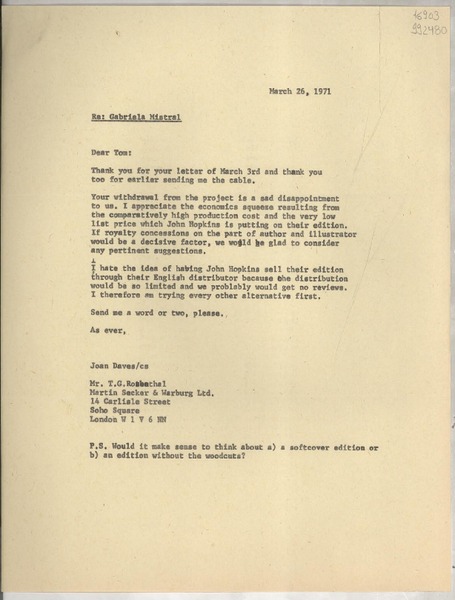 16903
992480
March 26, 1971
Re: Gabriela Mistral
Dear Tom:
Thank you for your letter of March 3rd and thank you
too for earlier sending me the cable.
Your withdrawal from the project is a sad disappointment
to us. I appreciate the economics squeeze resulting from
the comparatively high production cost and the very low
list price which John Hopkins is putting on their edition.
If royalty concessions on the part of author and illustrator
would be a decisive factor, we would be glad to consider
any pertinent suggestions.
I hate the idea of having John Hopkins sell their edition
through their English distributor because the distribution
would be so limited and we problably would get no reviews.
I therefore am trying every other alternative first.
Send me a word or two, please.
As ever,
Joan Daves/cs
Mr. T.G.Rosenthal
Martin Secker & Warburg Ltd.
14 Carlisle Street
Soho Square
London W 1 V 6 NN
P.S. Would it make sense to think about a) a softcover edition or
b) an edition without the woodcuts?